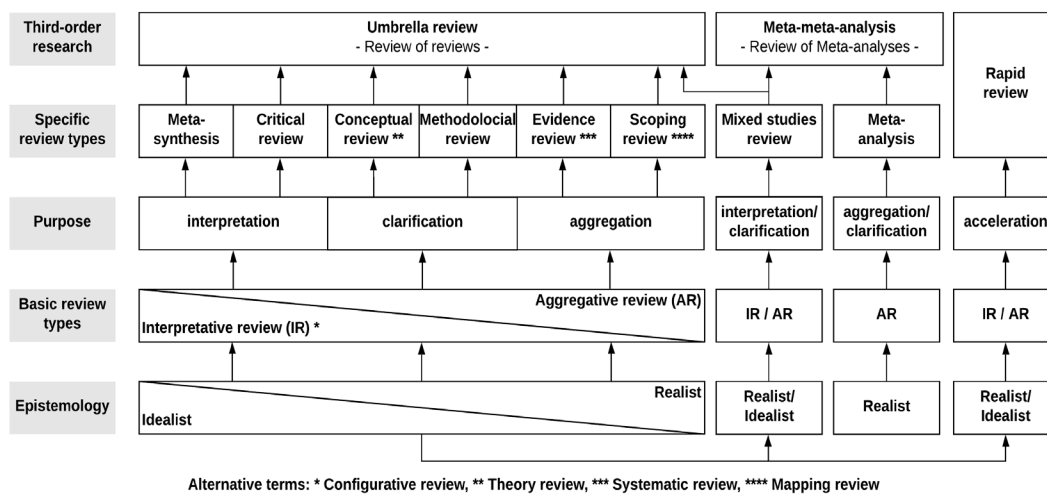 Third-order
research
Umbrella review
- Review of reviews -
Meta-meta-analysis
- Review of Meta-analyses -
Rapid
review
Specific
review types
Meta-
synthesis
Critical
review
Conceptual
review **
Methodolocial
review
Evidence
review ***
Scoping
review ****
Mixed studies
review
Meta-
analysis
Purpose
interpretation
clarification
aggregation
interpretation/
clarification
aggregation/
clarification
acceleration
Basic review
types
Aggregative review (AR)
Interpretative review (IR) *
IR / AR
AR
IR / AR
Epistemology
Realist
Idealist
Realist/
Idealist
Realist
Realist/
Idealist
Alternative terms: * Configurative review, ** Theory review, *** Systematic review, **** Mapping review